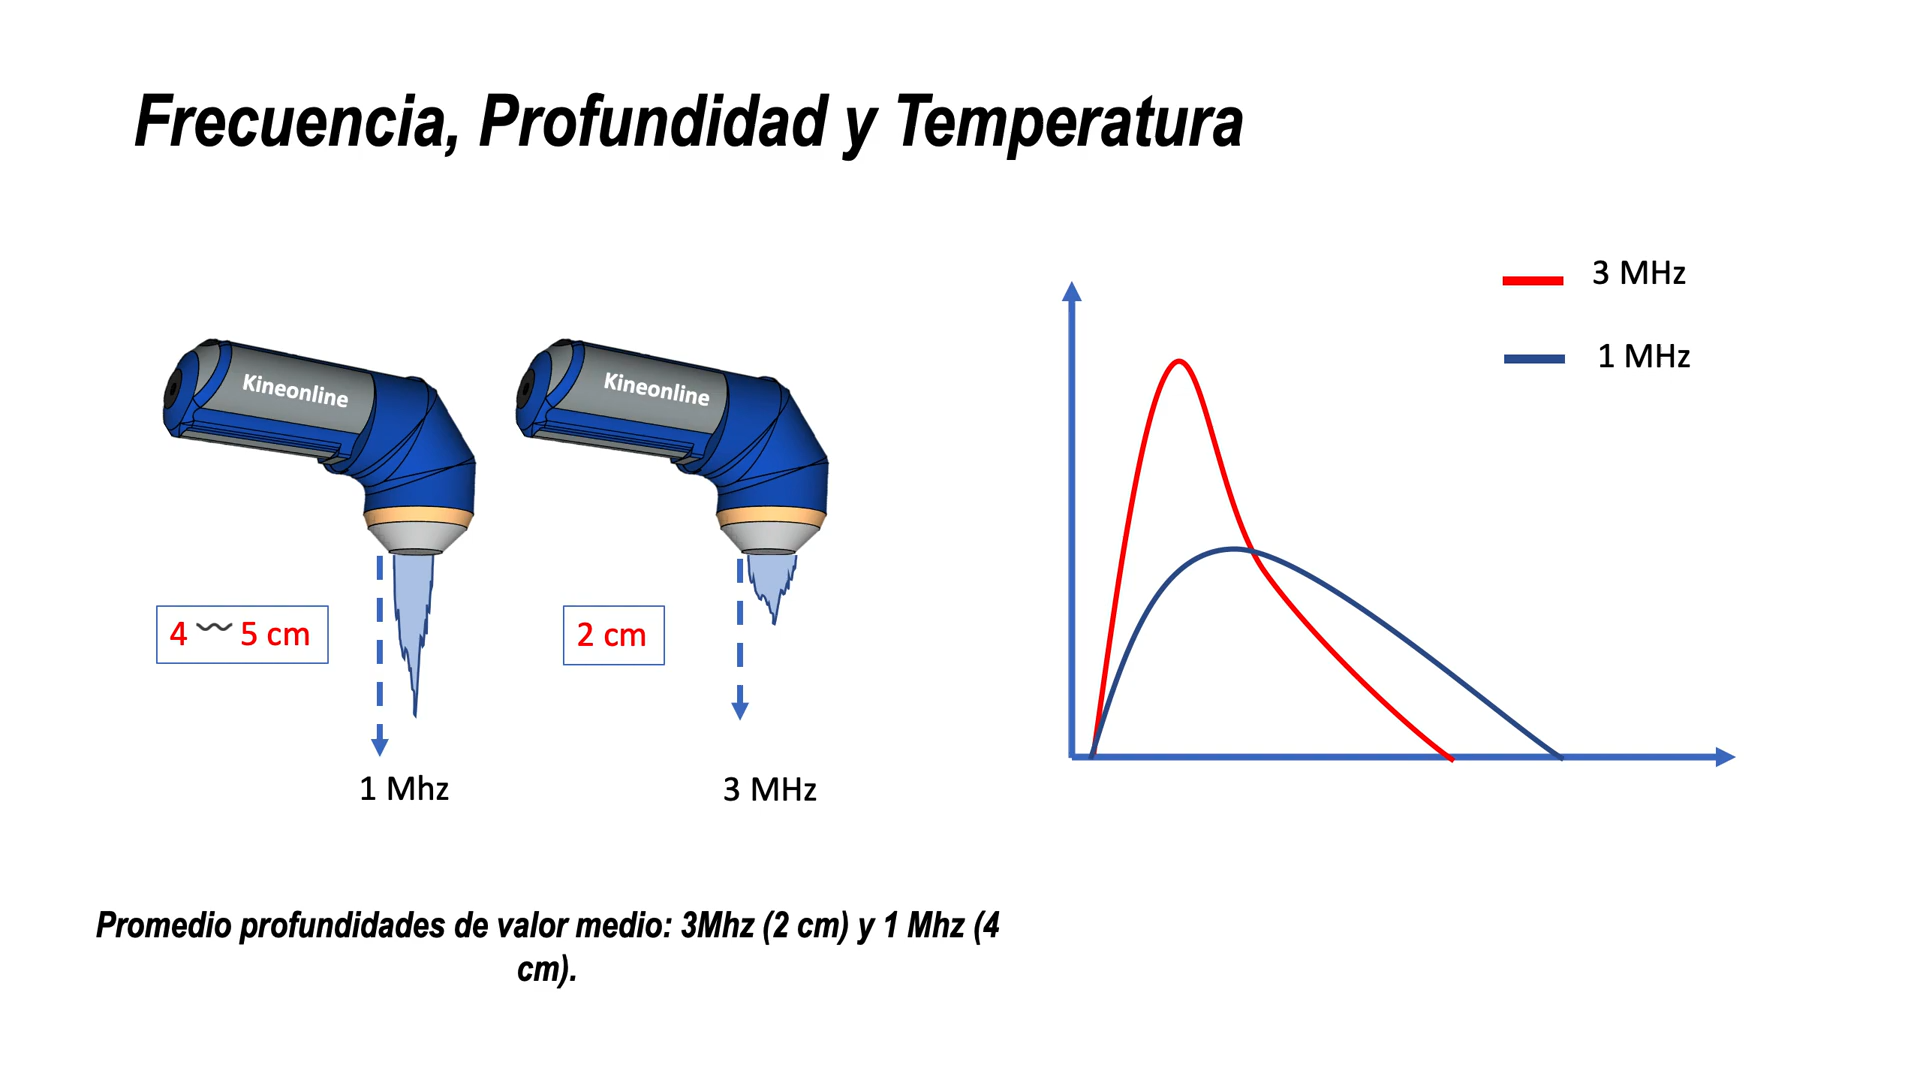 Frecuencia, Profundidad y Temperatura
3 MHz
1 MHz
Kineonline
Kineonline
4 〰 5 cm
2 cm
1 Mhz
3 MHz
Promedio profundidades de valor medio: 3Mhz (2 cm) y 1 Mhz (4
cm).